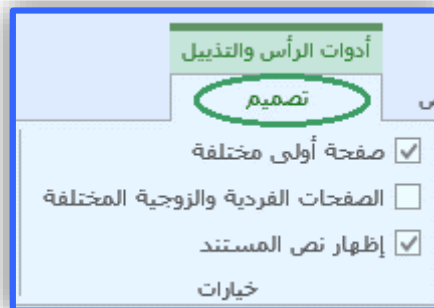 أدوات الرأس والتذييل
تصميم
صفحة أولى مختلفة
الصفحات الفردية والزوجية المختلفة
إظهار نص المستند
خيارات